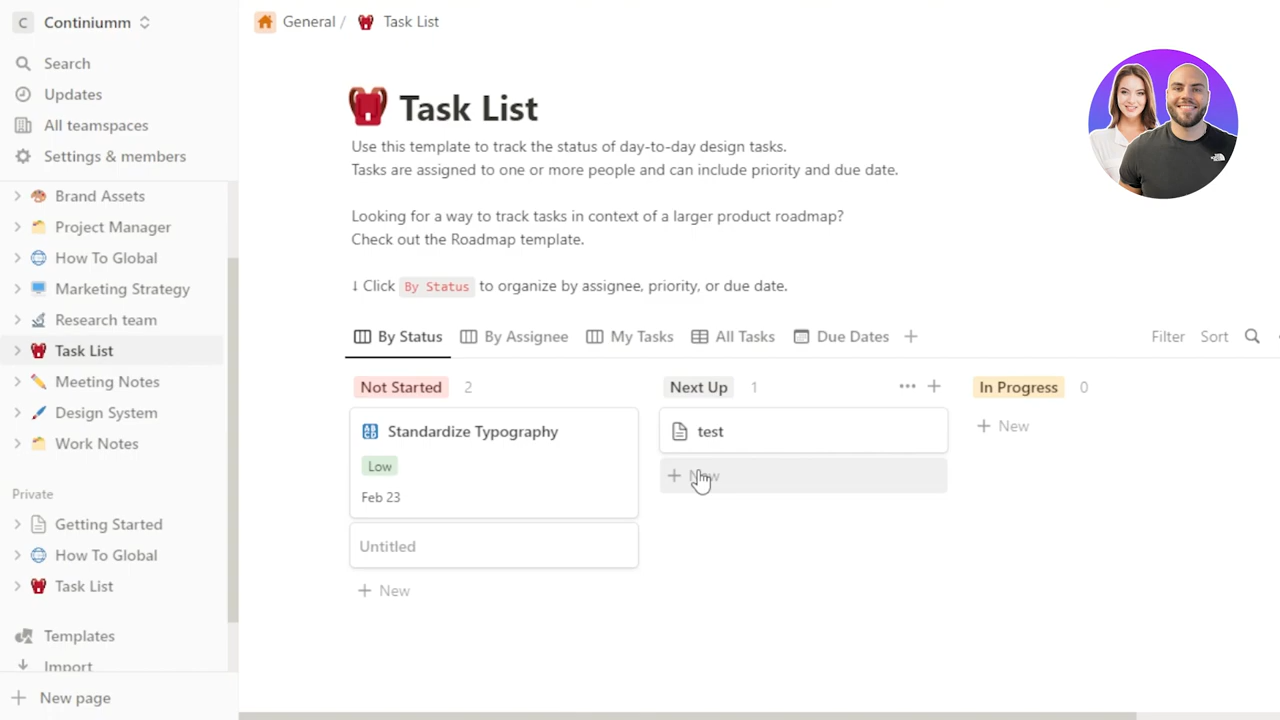 C Continiumm
Search
Updates
All teamspaces
Settings & members
Brand Assets
Project Manager
How To Global
Marketing Strategy
Research team
Task List
Meeting Notes
Design System
Work Notes
Private
Getting Started
How To Global
Task List
Templates
Import
New page
General / Task List
Task List
Use this template to track the status of day-to-day design tasks.
Tasks are assigned to one or more people and can include priority and due date.
Looking for a way to track tasks in context of a larger product roadmap?
Check out the Roadmap template.
↓ Click By Status to organize by assignee, priority, or due date.
By Status By Assignee My Tasks All Tasks Due Dates + Filter Sort
Not Started 2
Standardize Typography
Low
Feb 23
Untitled
+ New
Next Up 1 ••• +
test
+ New
In Progress 0
+ New